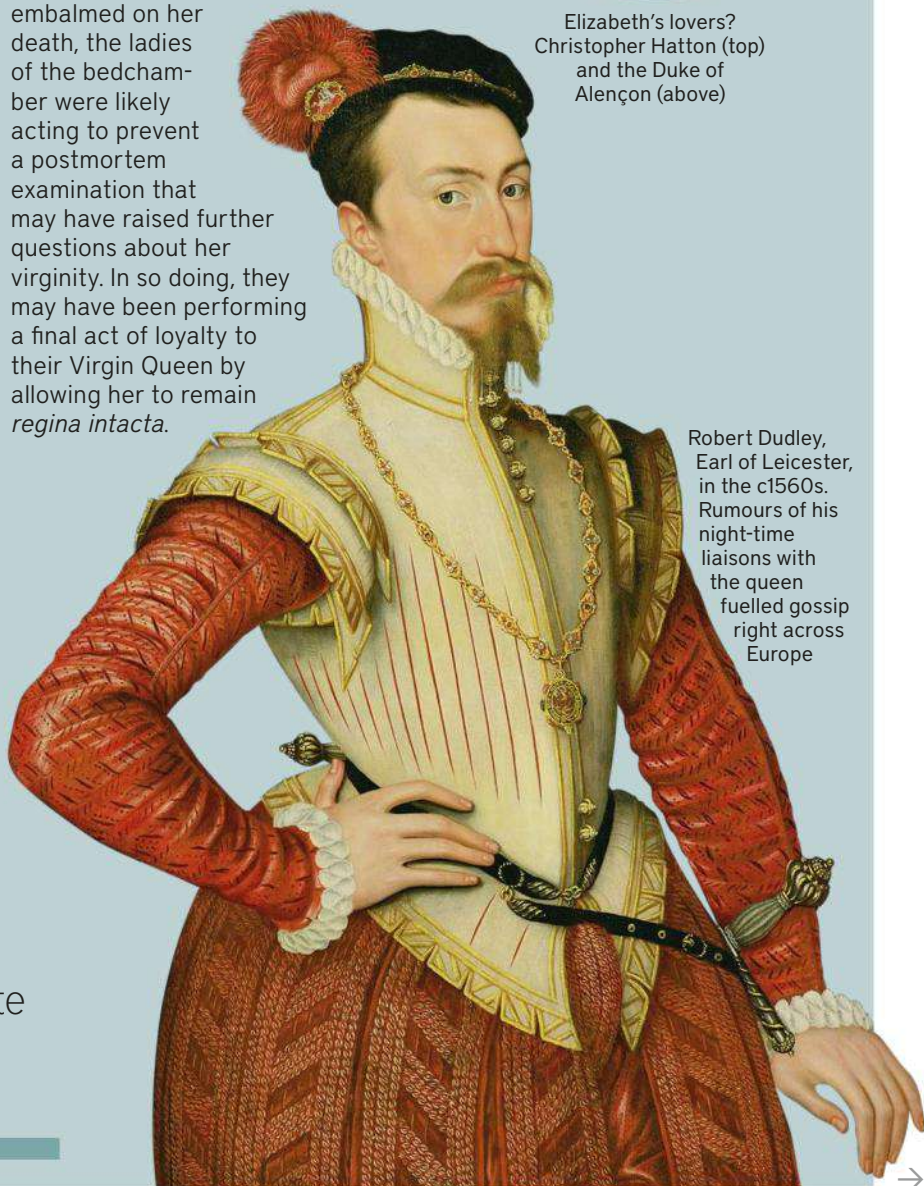 embalmed on her
death, the ladies
of the bedcham-
ber were likely
acting to prevent
a postmortem
examination that
may have raised further
questions about her
virginity. In so doing, they
may have been performing
a final act of loyalty to
their Virgin Queen by
allowing her to remain
regina intacta.
Elizabeth’s lovers?
Christopher Hatton (top)
and the Duke of
Alençon (above)
Robert Dudley,
Earl of Leicester,
in the c1560s.
Rumours of his
night-time
liaisons with
the queen
fuelled gossip
right across
Europe